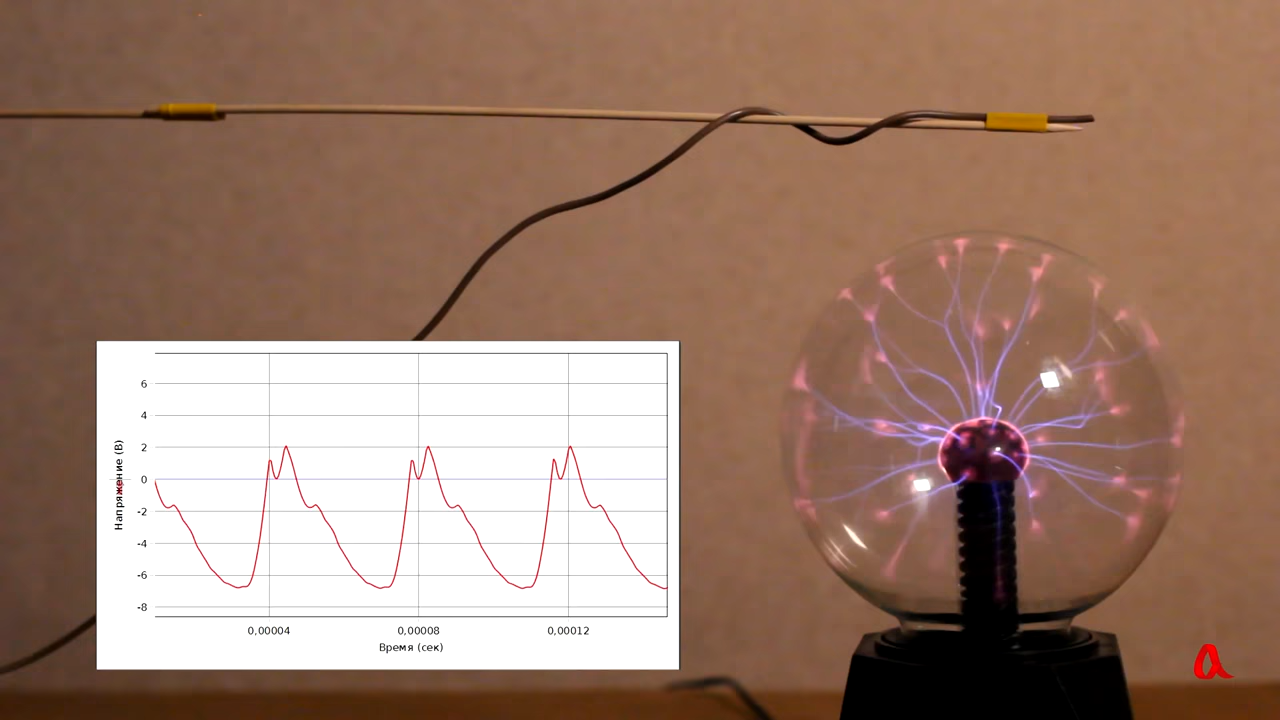 6
4
2
0
-2
-4
-6
-8
Напряжение (В)
0,00004 0,00008 0,00012
Время (сек)
a